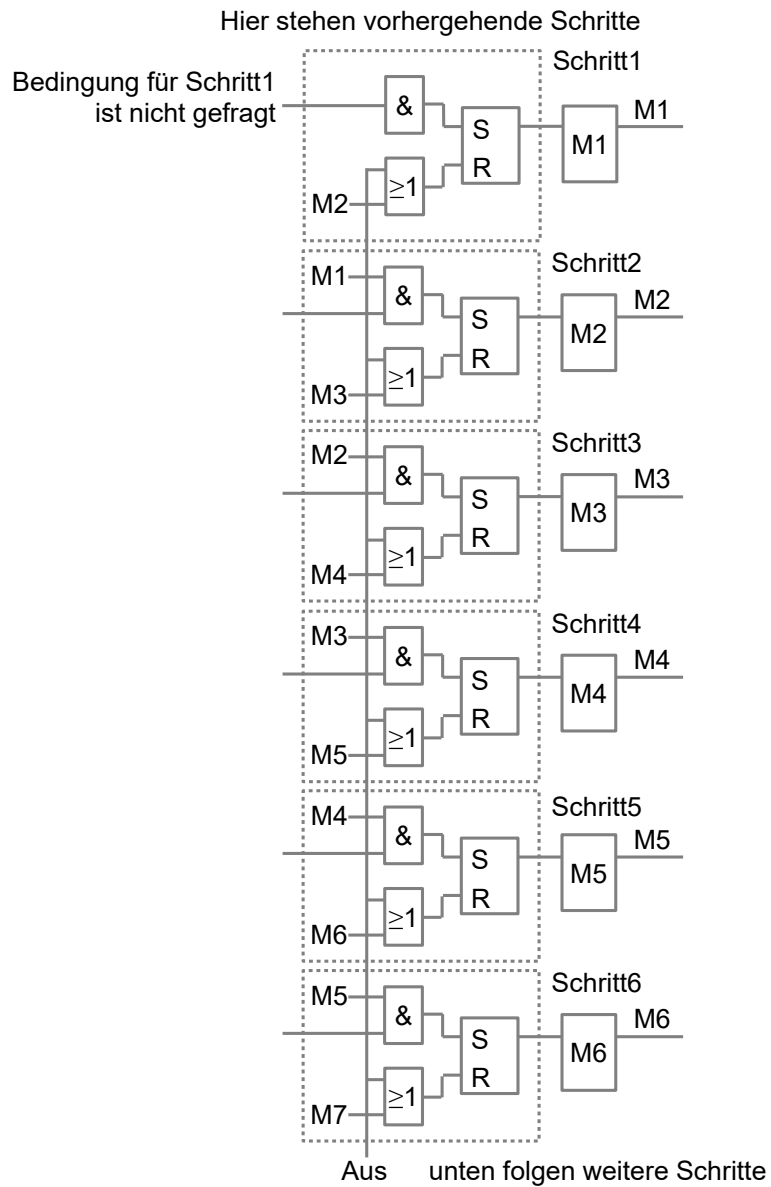 Hier stehen vorhergehende Schritte
Schritt1
Bedingung für Schritt1
ist nicht gefragt
&
S
R
M1
M1
≥1
M2
Schritt2
M1
&
S
R
M2
M2
≥1
M3
Schritt3
M2
&
S
R
M3
M3
≥1
M4
Schritt4
M3
&
S
R
M4
M4
≥1
M5
Schritt5
M4
&
S
R
M5
M5
≥1
M6
Schritt6
M5
&
S
R
M6
M6
≥1
M7
Aus unten folgen weitere Schritte